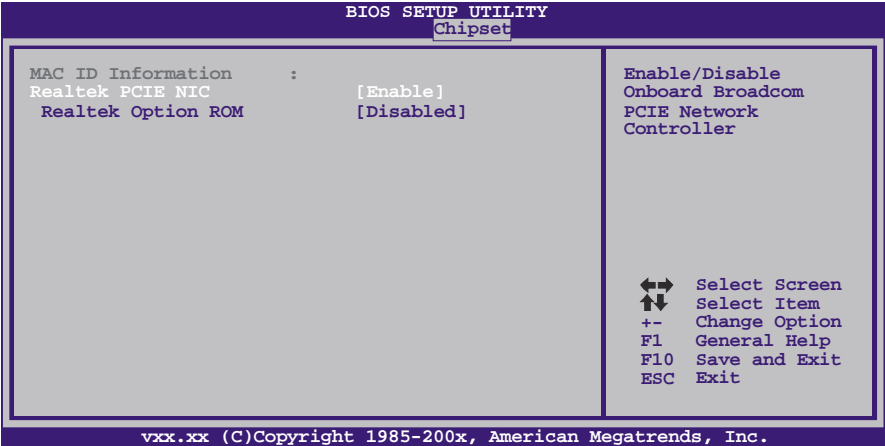 BIOS SETUP UTILITY
Chipset
MAC ID Information :
Realtek PCIE NIC [Enable]
Realtek Option ROM [Disabled]
Enable/Disable
Onboard Broadcom
PCIE Network
Controller
Select Screen
Select Item
+- Change Option
F1 General Help
F10 Save and Exit
ESC Exit
vxx.xx (C)Copyright 1985-200x, American Megatrends, Inc.